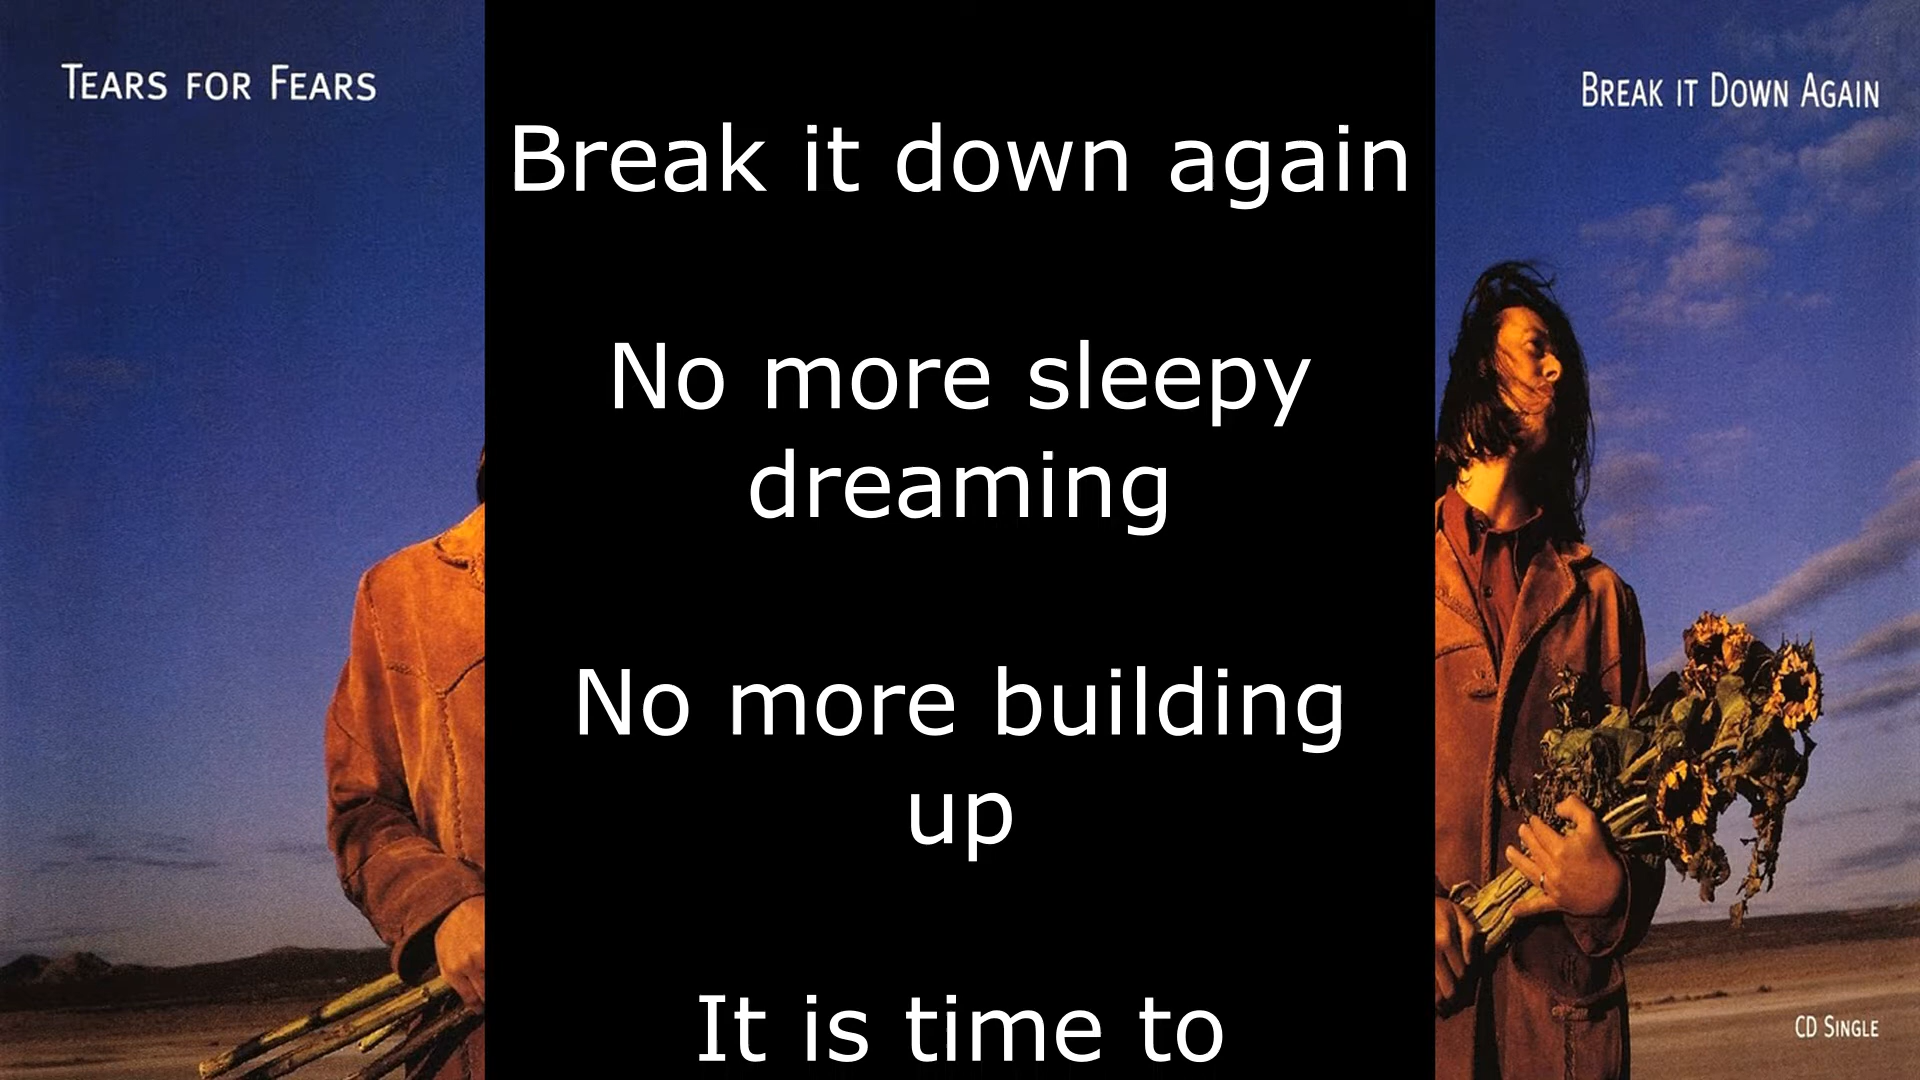 Tears for Fears
Break it Down Again
Break it down again
No more sleepy
dreaming
No more building
up
It is time to
CD Single